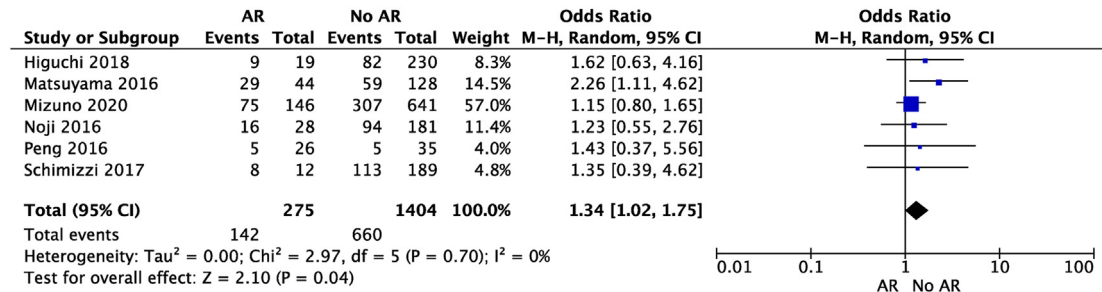 AR No AR Odds Ratio Odds Ratio
Study or Subgroup Events Total Events Total Weight M-H, Random, 95% CI M-H, Random, 95% CI
Higuchi 2018 9 19 82 230 8.3% 1.62 [0.63, 4.16]
Matsuyama 2016 29 44 59 128 14.5% 2.26 [1.11, 4.62]
Mizuno 2020 75 146 307 641 57.0% 1.15 [0.80, 1.65]
Noji 2016 16 28 94 181 11.4% 1.23 [0.55, 2.76]
Peng 2016 5 26 5 35 4.0% 1.43 [0.37, 5.56]
Schimizzi 2017 8 12 113 189 4.8% 1.35 [0.39, 4.62]
Total (95% CI) 275 1404 100.0% 1.34 [1.02, 1.75]
Total events 142 660
Heterogeneity: Tau² = 0.00; Chi² = 2.97, df = 5 (P = 0.70); I² = 0%
Test for overall effect: Z = 2.10 (P = 0.04)
0.01 0.1 1 10 100
AR No AR